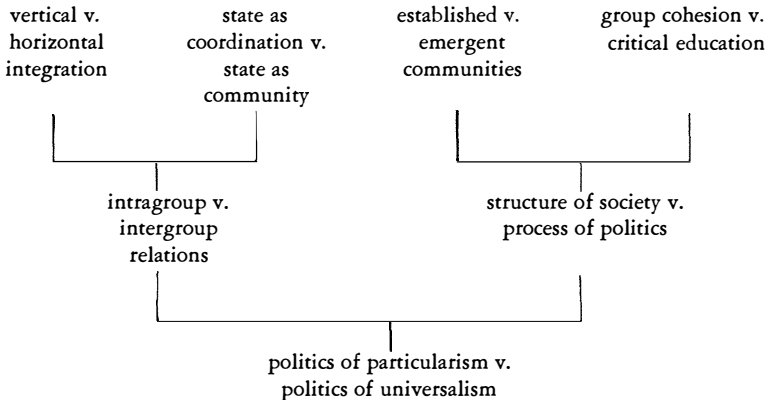 vertical v.
horizontal
integration
state as
coordination v.
state as
community
established v.
emergent
communities
group cohesion v.
critical education
intragroup v.
intergroup
relations
structure of society v.
process of politics
politics of particularism v.
politics of universalism